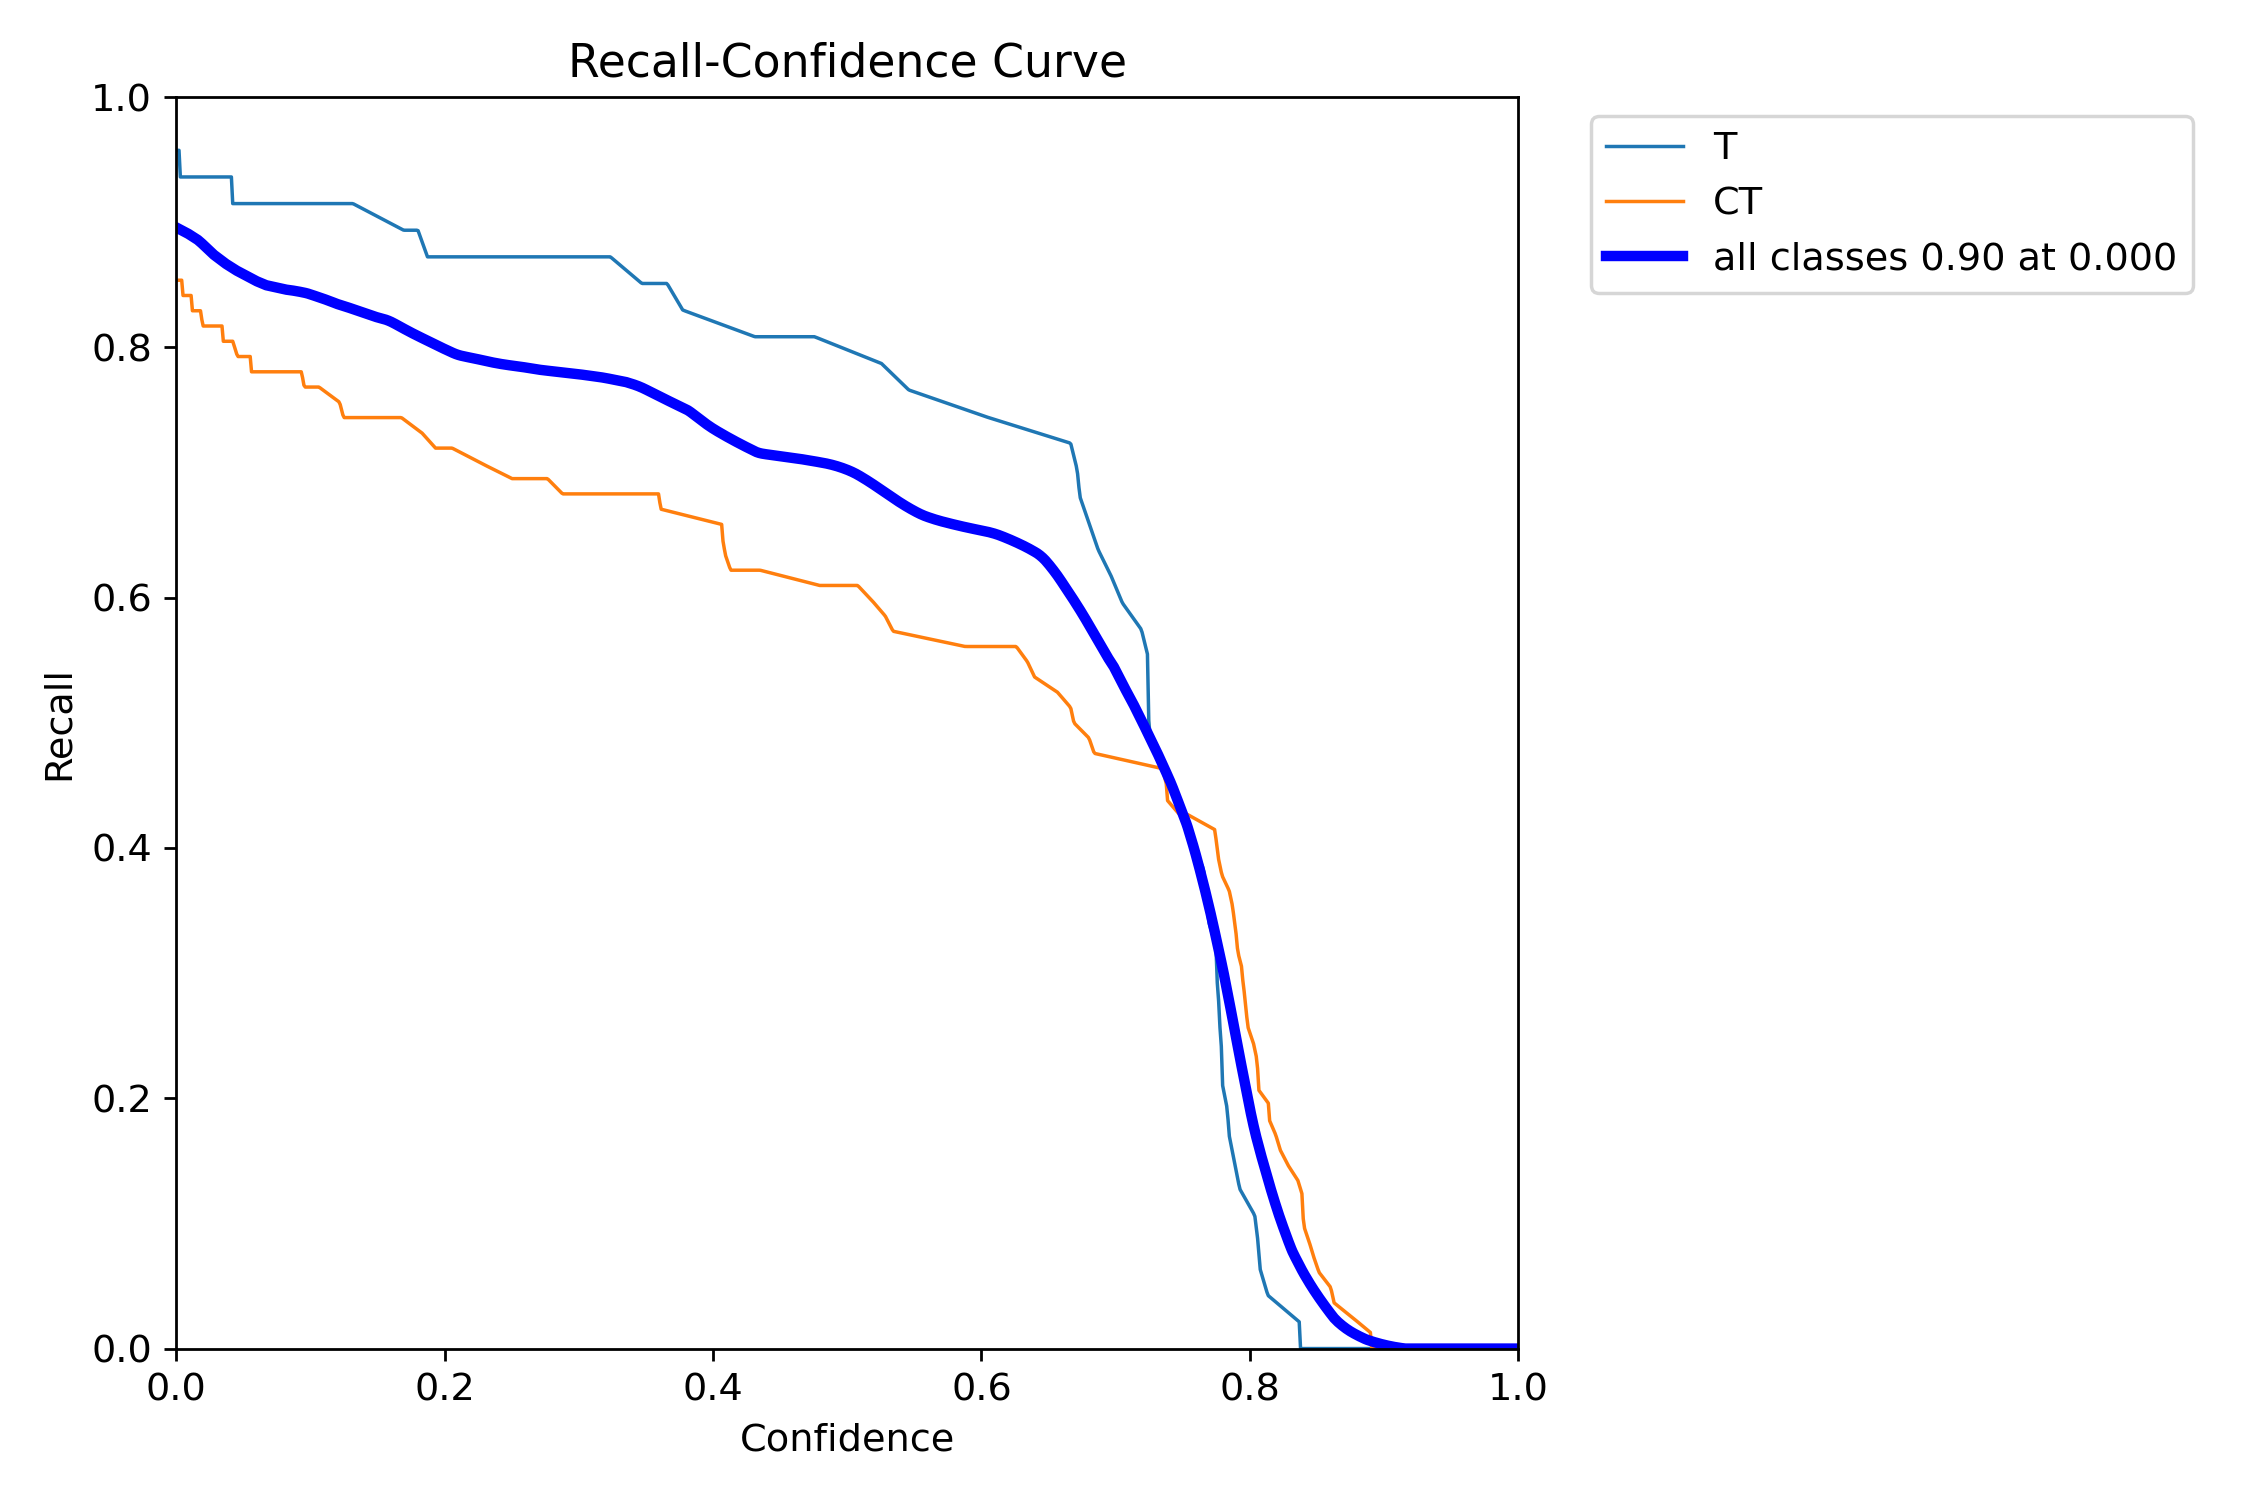 Recall-Confidence Curve
T
CT
all classes 0.90 at 0.000
1.0
0.8
0.6
0.4
0.2
0.0
Recall
0.0 0.2 0.4 0.6 0.8 1.0
Confidence